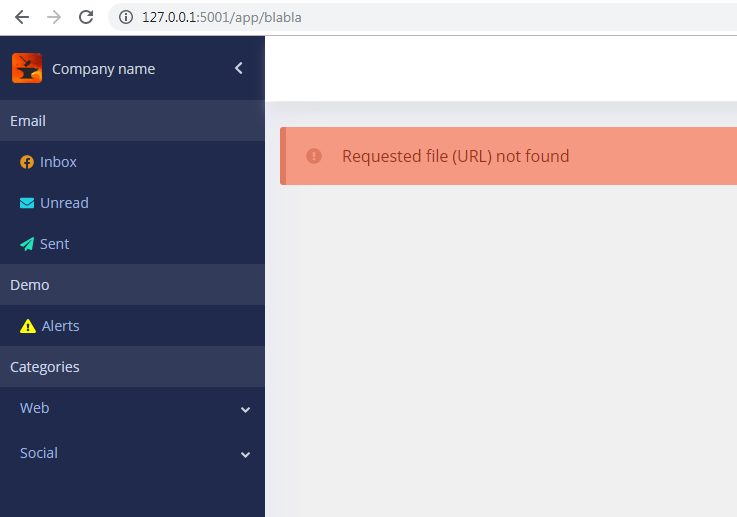 127.0.0.1:5001/app/blabla
Company name
Email
Inbox
Unread
Sent
Demo
Alerts
Categories
Web
Social
Requested file (URL) not found